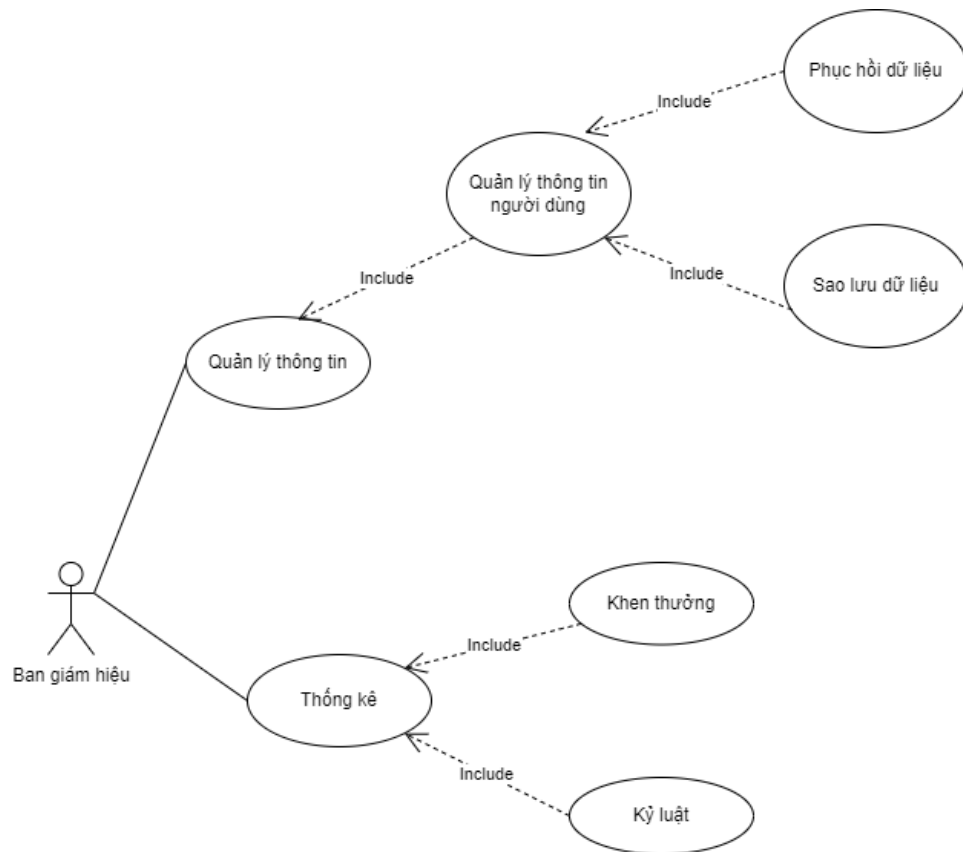 Phục hồi dữ liệu
Include
Quản lý thông tin
người dùng
Include
Sao lưu dữ liệu
Include
Quản lý thông tin
Khen thưởng
Include
Ban giám hiệu
Thống kê
Include
Kỷ luật